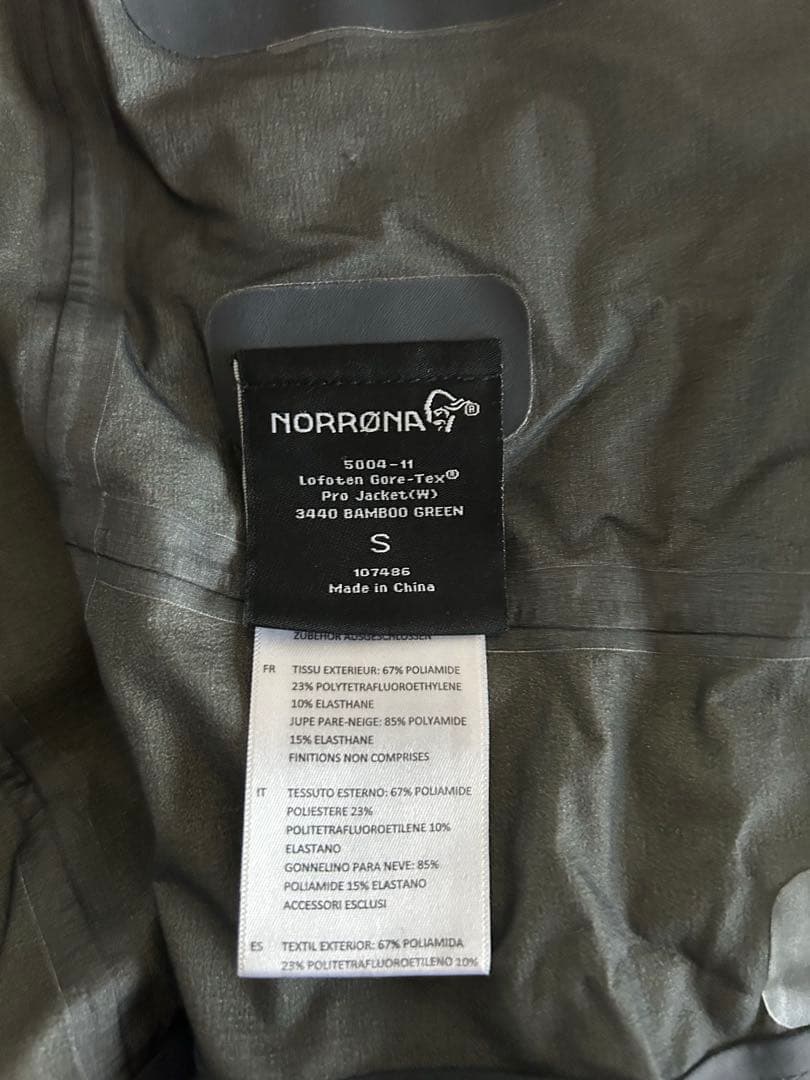 NORRØNA®
5004-11
Lofoten Gore-Tex®
Pro Jacket(W)
3440 BAMBOO GREEN
S
107486
Made in China
ZUBEHÖR AUSGESCHLOSSEN
FR TISSU EXTERIEUR: 67% POLIAMIDE
23% POLYTETRAFLUOROETHYLENE
10% ELASTHANE
JUPE PARE-NEIGE: 85% POLYAMIDE
15% ELASTHANE
FINITIONS NON COMPRISES
IT TESSUTO ESTERNO: 67% POLIAMIDE
POLIESTERE 23%
POLITETRAFLUOROETILENE 10%
ELASTANO
GONNELINO PARA NEVE: 85%
POLIAMIDE 15% ELASTANO
ACCESSORI ESCLUSI
ES TEXTIL EXTERIOR: 67% POLIAMIDA
23% POLITETRAFLUOROETILENO 10%